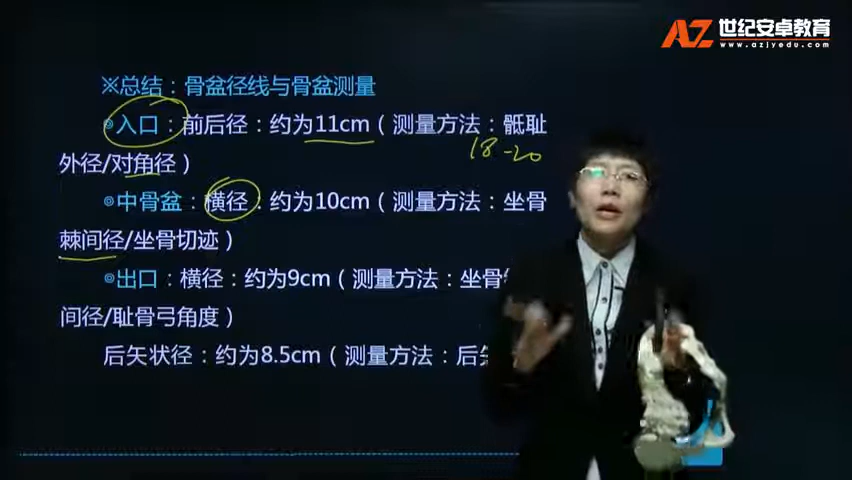 AZ 世纪安卓教育
www.azjyedu.com
※总结：骨盆径线与骨盆测量
◎入口：前后径：约为11cm（测量方法：骶耻
18-20
外径/对角径）
◎中骨盆：横径：约为10cm（测量方法：坐骨
棘间径/坐骨切迹）
◎出口：横径：约为9cm（测量方法：坐骨
间径/耻骨弓角度）
后矢状径：约为8.5cm（测量方法：后